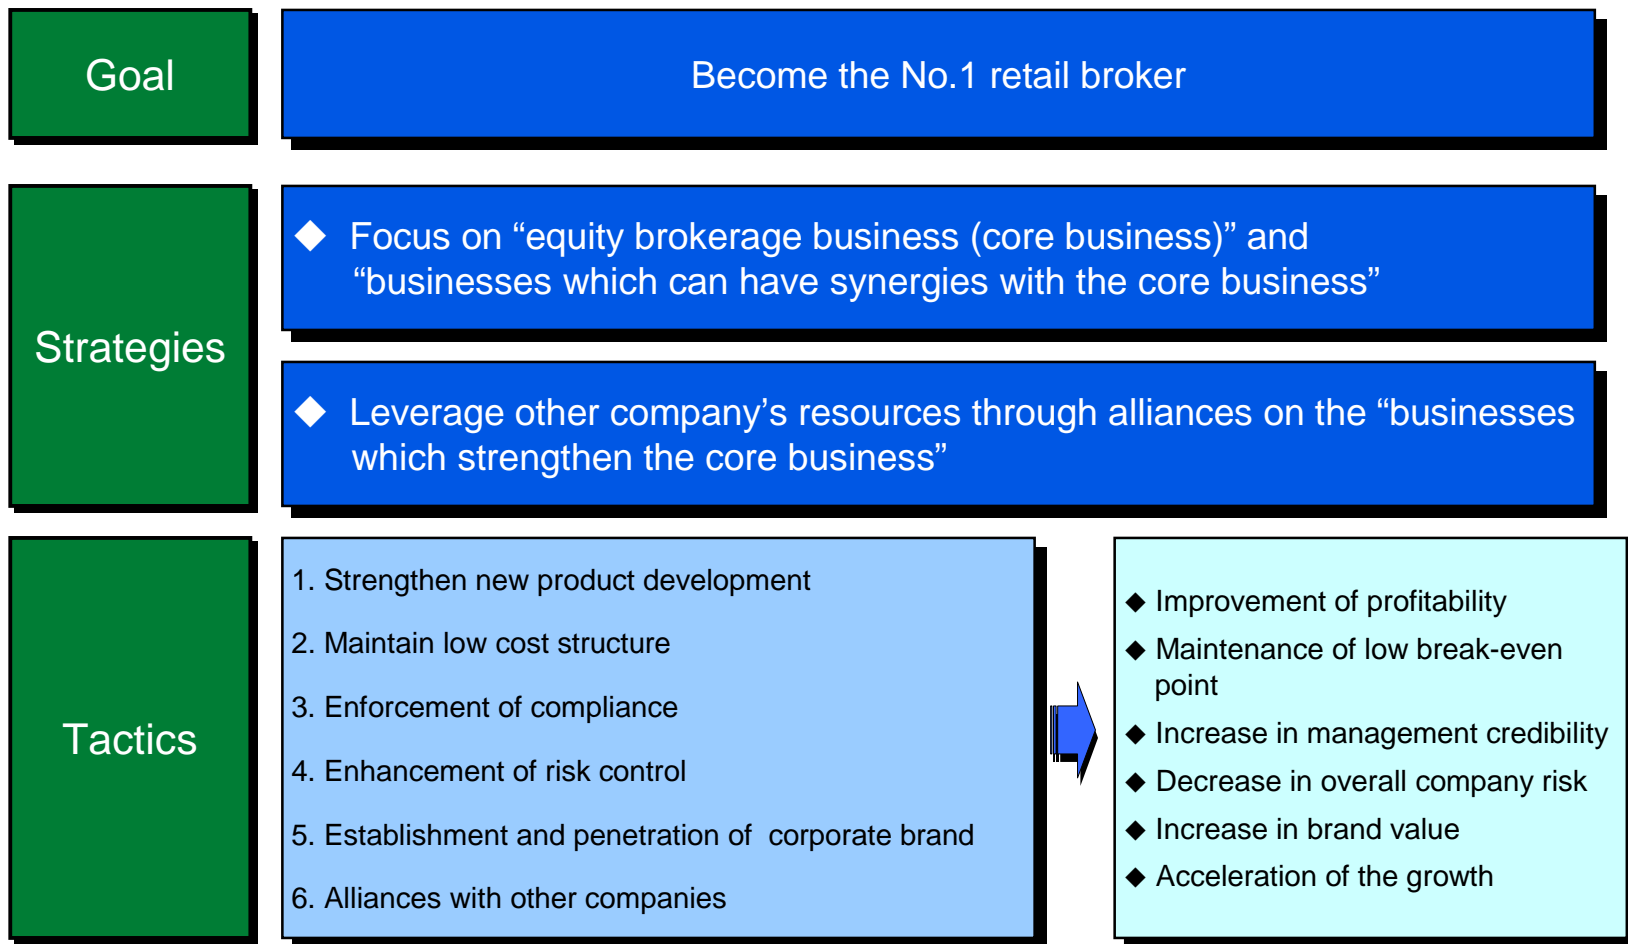 Goal
Become the No.1 retail broker
Strategies
◆ Focus on “equity brokerage business (core business)” and
“businesses which can have synergies with the core business”
◆ Leverage other company’s resources through alliances on the “businesses
which strengthen the core business”
Tactics
1. Strengthen new product development
2. Maintain low cost structure
3. Enforcement of compliance
4. Enhancement of risk control
5. Establishment and penetration of  corporate brand
6. Alliances with other companies
◆ Improvement of profitability
◆ Maintenance of low break-even
point
◆ Increase in management credibility
◆ Decrease in overall company risk
◆ Increase in brand value
◆ Acceleration of the growth